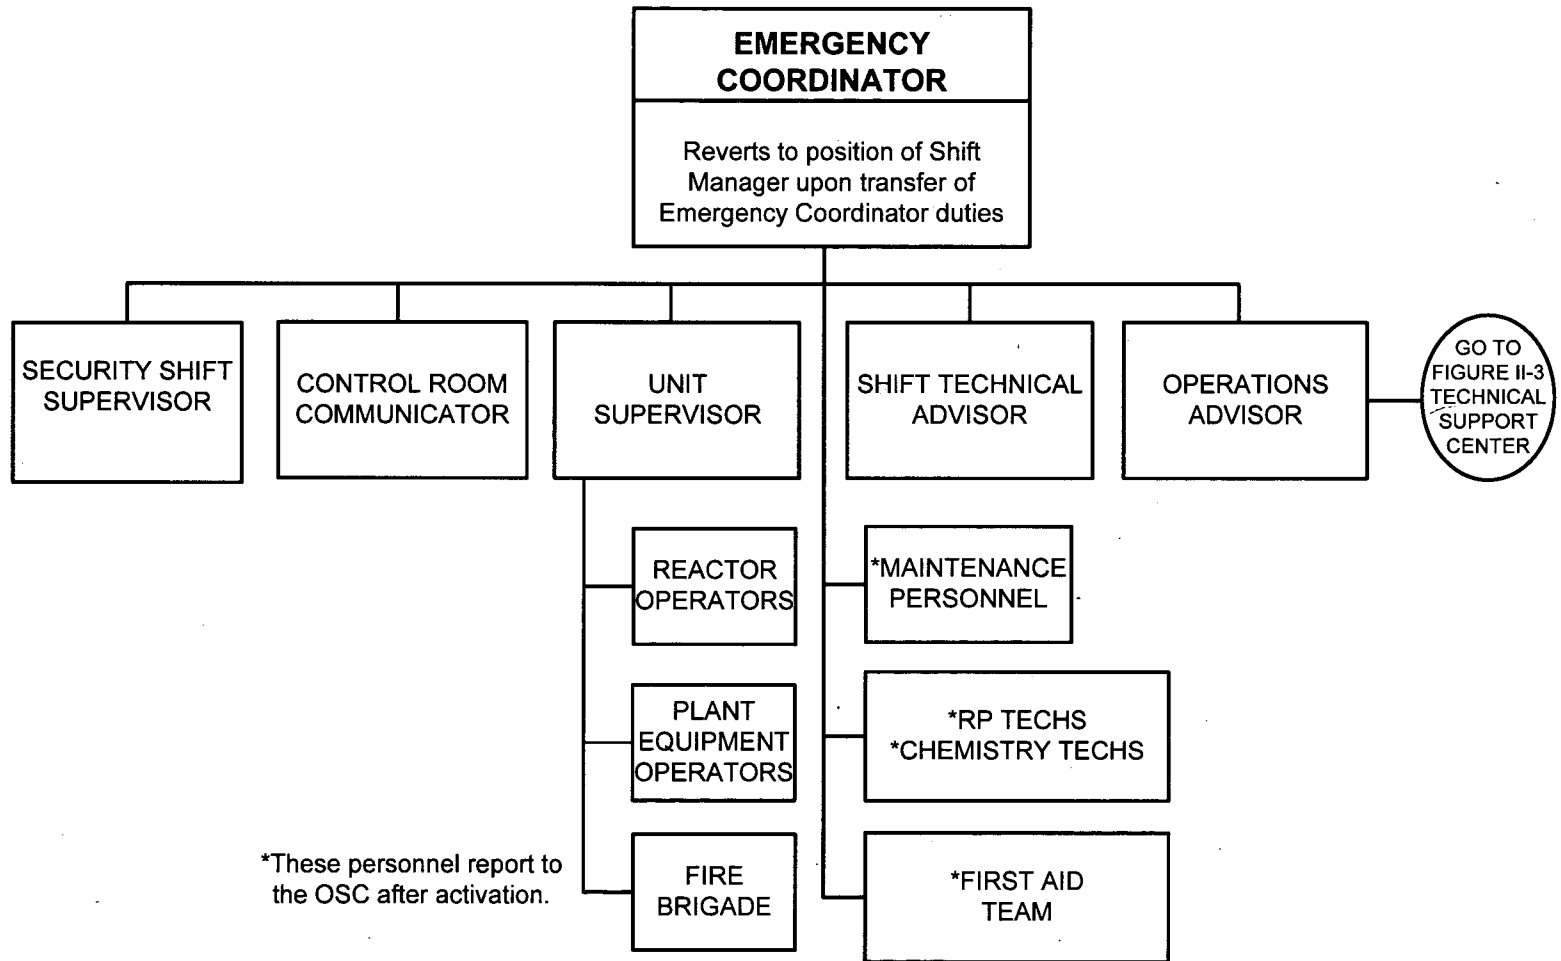 EMERGENCY
COORDINATOR
Reverts to position of Shift
Manager upon transfer of
Emergency Coordinator duties
SECURITY SHIFT
SUPERVISOR
CONTROL ROOM
COMMUNICATOR
UNIT
SUPERVISOR
SHIFT TECHNICAL
ADVISOR
OPERATIONS
ADVISOR
GO TO
FIGURE II-3
TECHNICAL
SUPPORT
CENTER
REACTOR
OPERATORS
*MAINTENANCE
PERSONNEL
PLANT
EQUIPMENT
OPERATORS
*RP TECHS
*CHEMISTRY TECHS
FIRE
BRIGADE
*FIRST AID
TEAM
*These personnel report to
the OSC after activation.